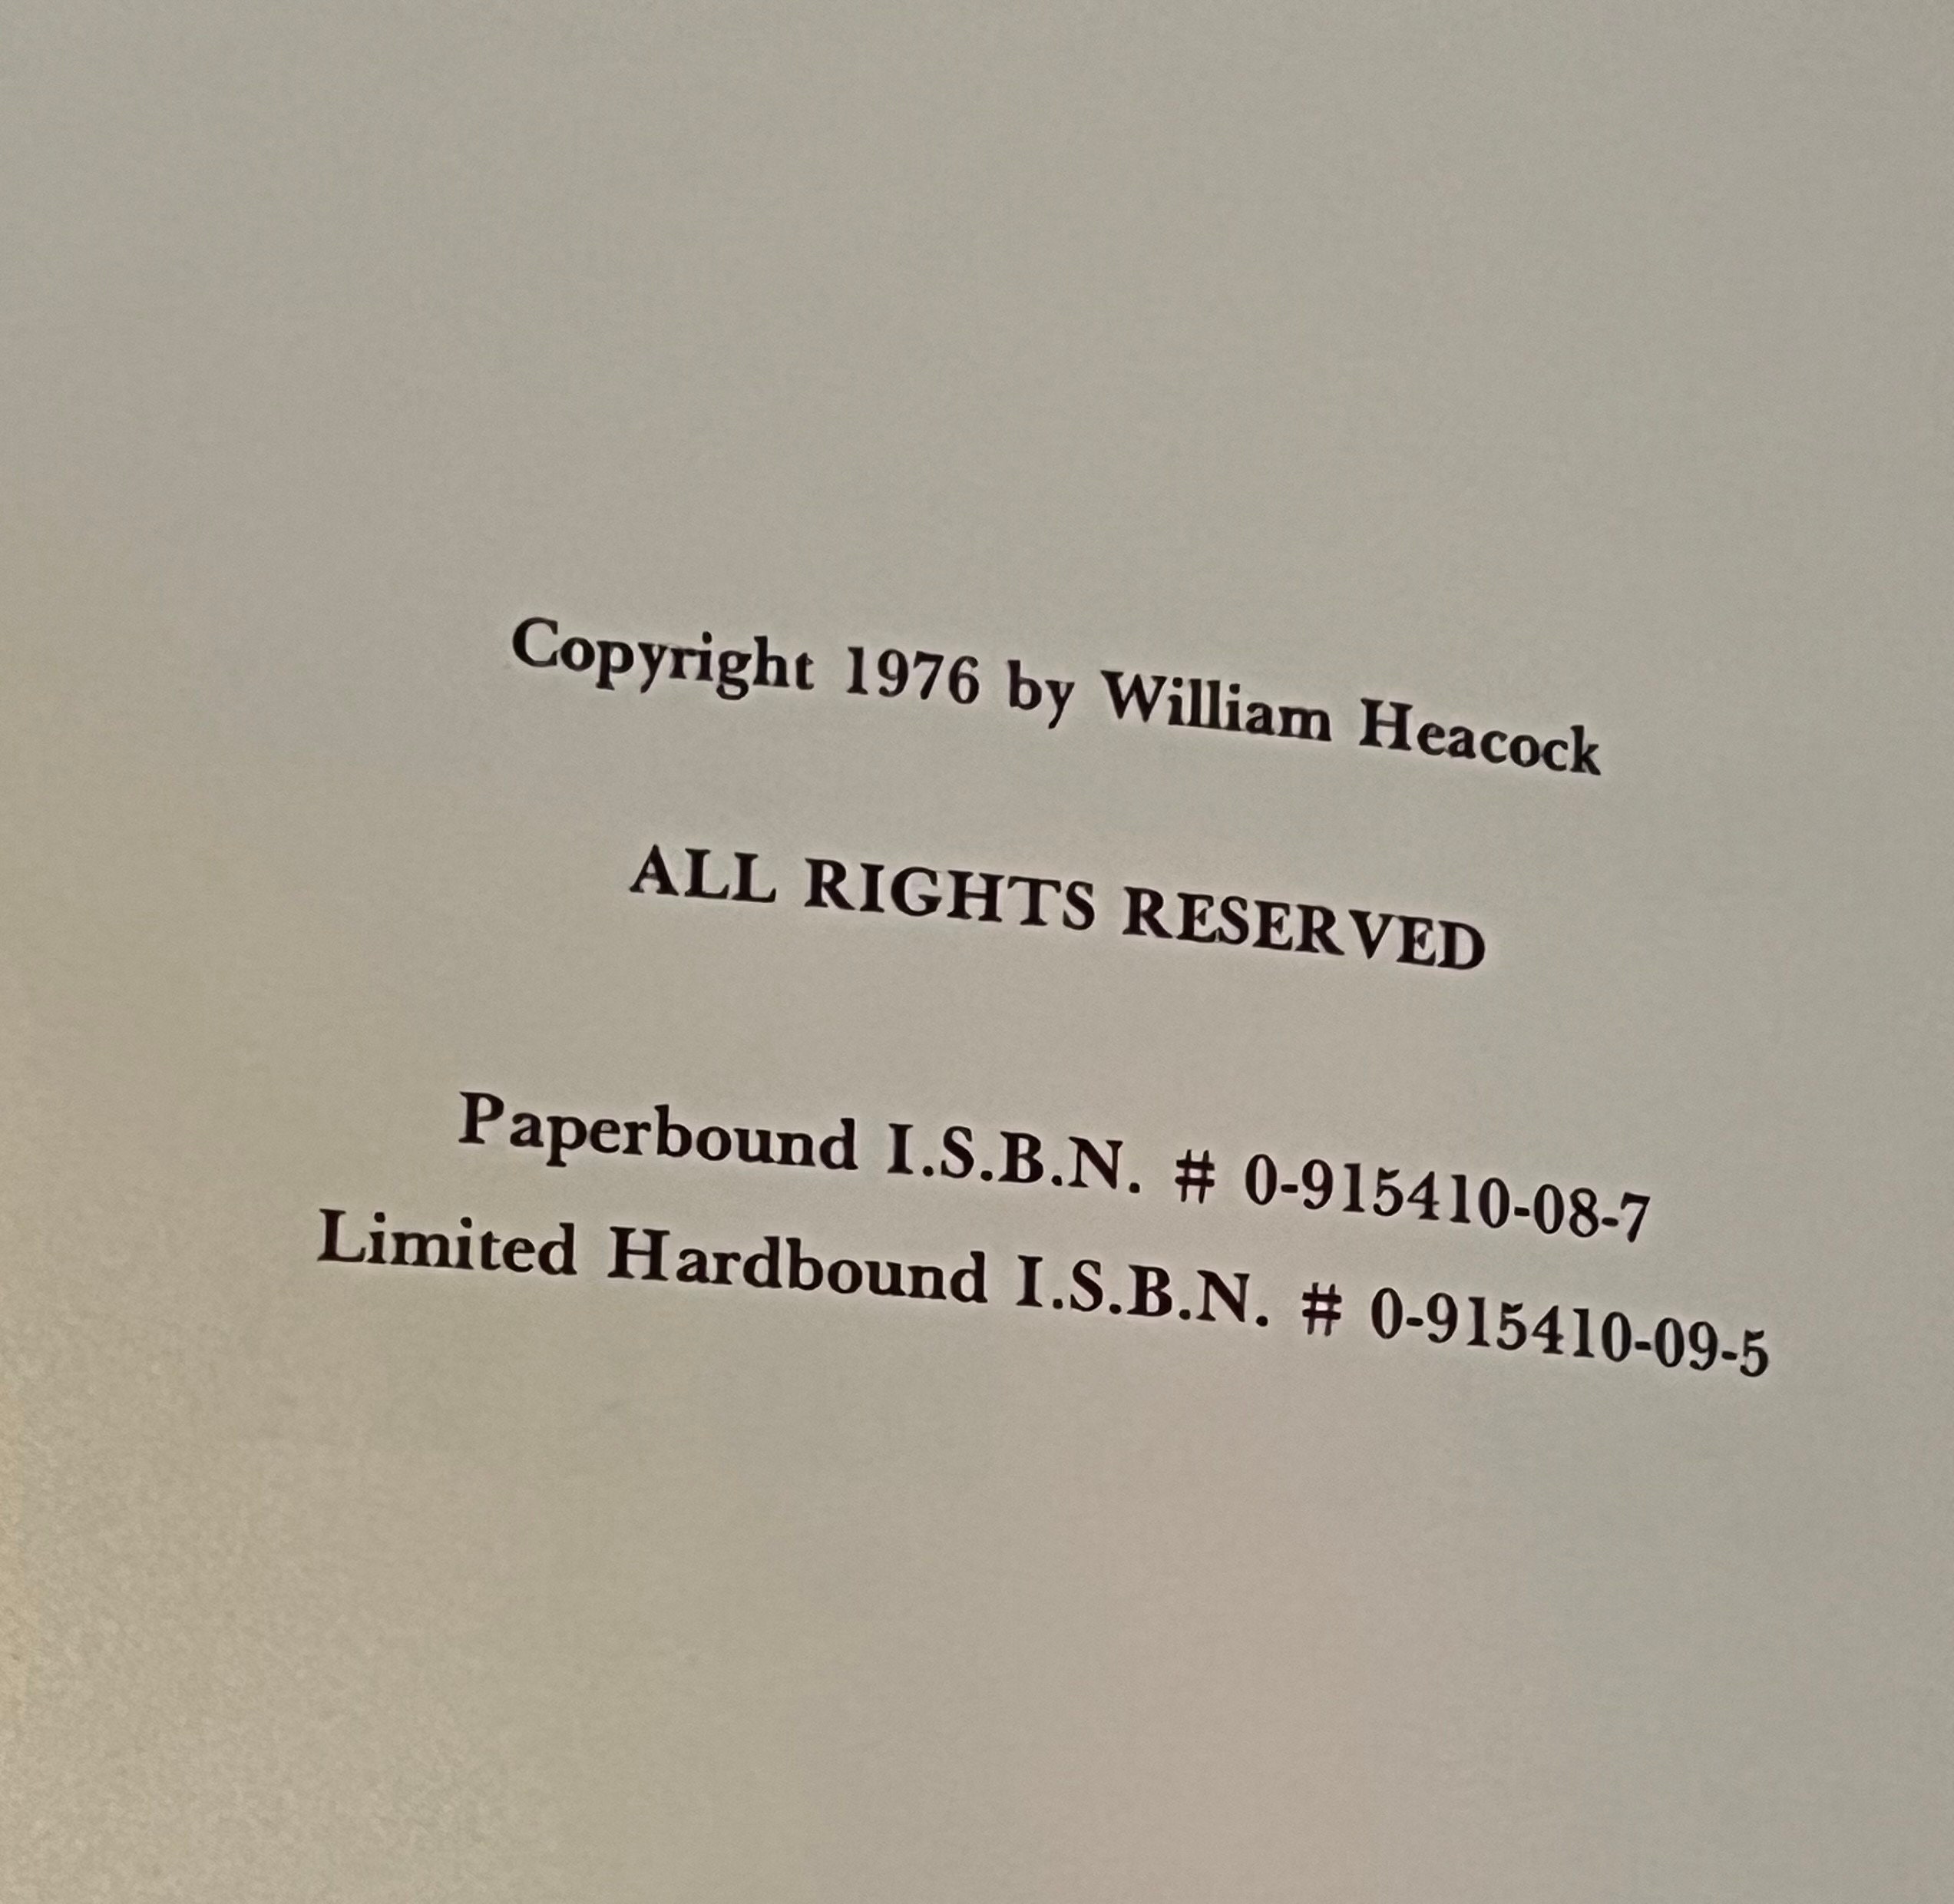 Copyright 1976 by William Heacock
ALL RIGHTS RESERVED
Paperbound I.S.B.N. # 0-915410-08-7
Limited Hardbound I.S.B.N. # 0-915410-09-5